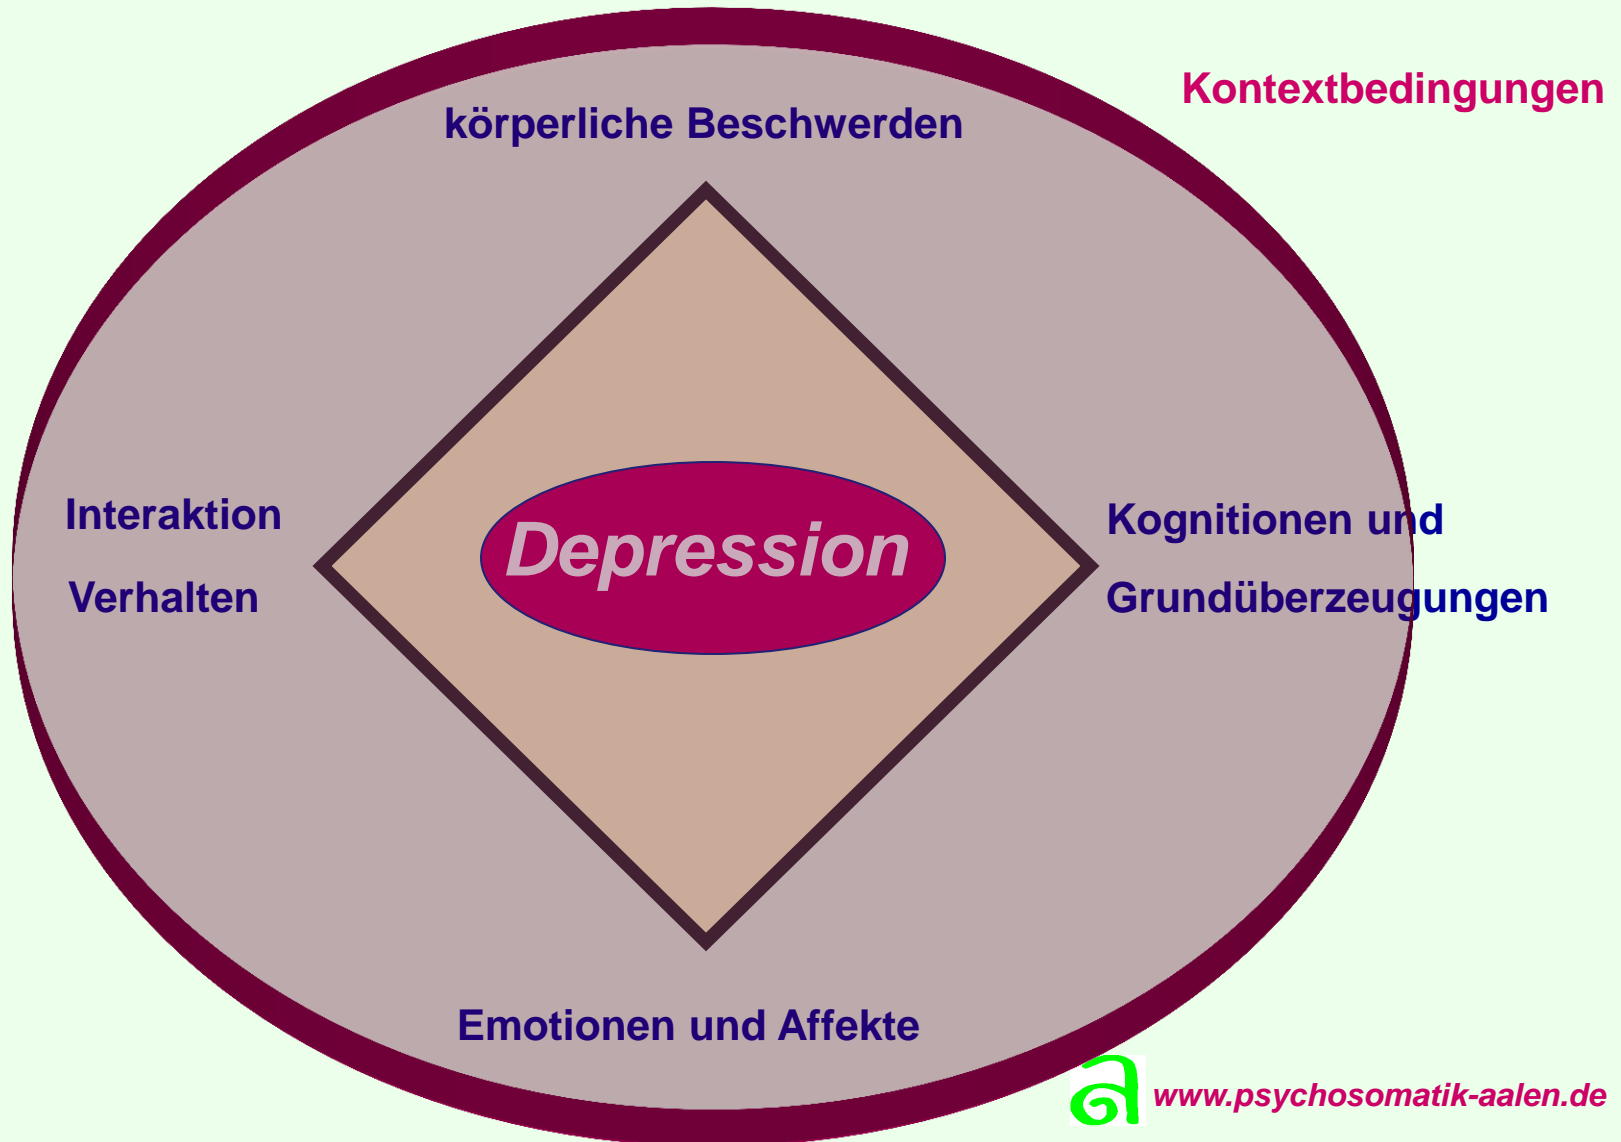 Kontextbedingungen
körperliche Beschwerden
Interaktion
Verhalten
Depression
Kognitionen und
Grundüberzeugungen
Emotionen und Affekte
a
www.psychosomatik-aalen.de